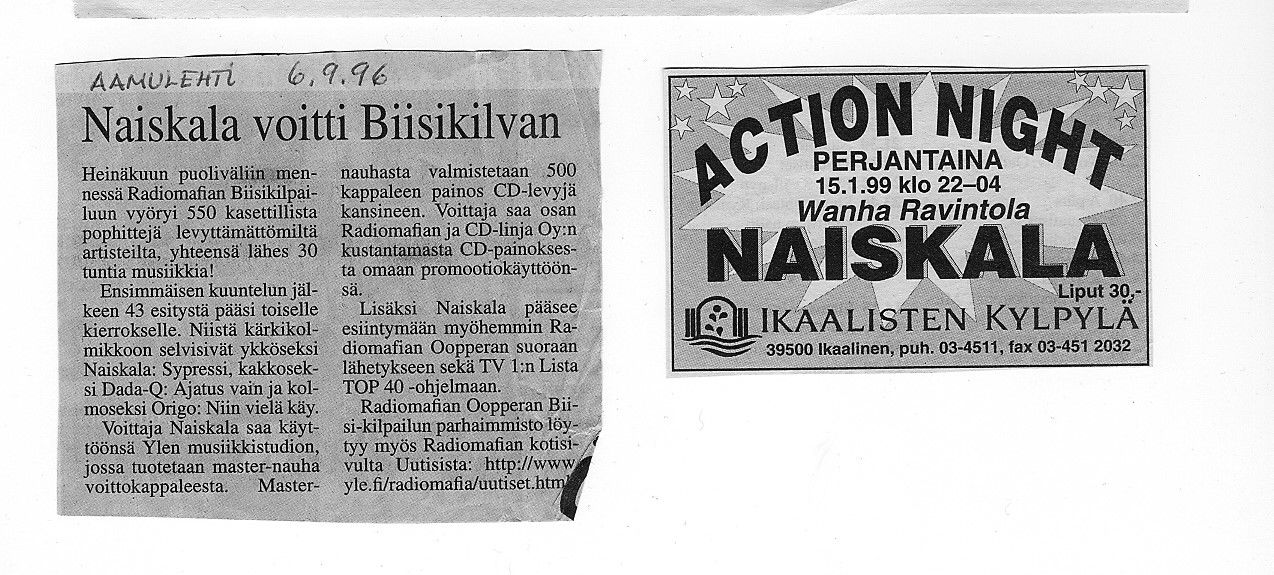 AAMULEHTI 6.9.96
Naiskala voitti Biisikilvan
Heinäkuun puoliväliin men-
nessä Radiomafian Biisikilpai-
luun vyöryi 550 kasettillista
pophittejä levyttämättömiltä
artisteilta, yhteensä lähes 30
tuntia musiikkia!
Ensimmäisen kuuntelun jäl-
keen 43 esitystä pääsi toiselle
kierrokselle. Niistä kärkikol-
mikkoon selvisivät ykköseksi
Naiskala: Sypressi, kakkosek-
si Dada-Q: Ajatus vain ja kol-
moseksi Origo: Niin vielä käy.
Voittaja Naiskala saa käyt-
töönsä Ylen musiikkistudion,
jossa tuotetaan master-nauha
voittokappaleesta. Master-
nauhasta valmistetaan 500
kappaleen painos CD-levyjä
kansineen. Voittaja saa osan
Radiomafian ja CD-linja Oy:n
kustantamasta CD-painokses-
ta omaan promootiokäyttöön-
sä.
Lisäksi Naiskala pääsee
esiintymään myöhemmin Ra-
diomafian Oopperan suoraan
lähetykseen sekä TV 1:n Lista
TOP 40 -ohjelmaan.
Radiomafian Oopperan Bii-
si-kilpailun parhaimmisto löy-
tyy myös Radiomafian kotisi-
vulta Uutisista: http://www.
yle.fi/radiomafia/uutiset.html
ACTION NIGHT
PERJANTAINA
15.1.99 klo 22–04
Wanha Ravintola
NAISKALA
Liput 30,-
IKAALISTEN KYLPYLÄ
39500 Ikaalinen, puh. 03-4511, fax 03-451 2032